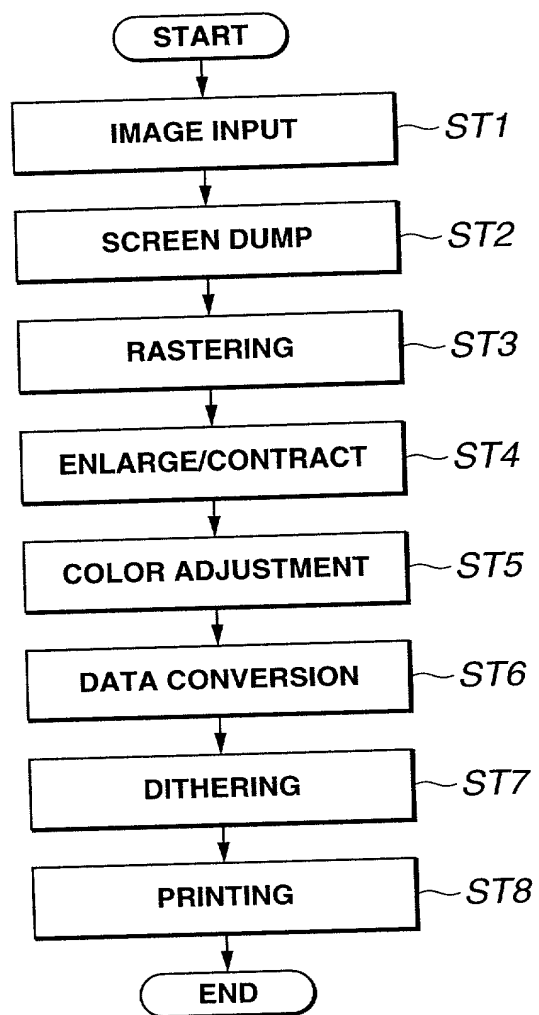 START
IMAGE INPUT ST1
SCREEN DUMP ST2
RASTERING ST3
ENLARGE/CONTRACT ST4
COLOR ADJUSTMENT ST5
DATA CONVERSION ST6
DITHERING ST7
PRINTING ST8
END